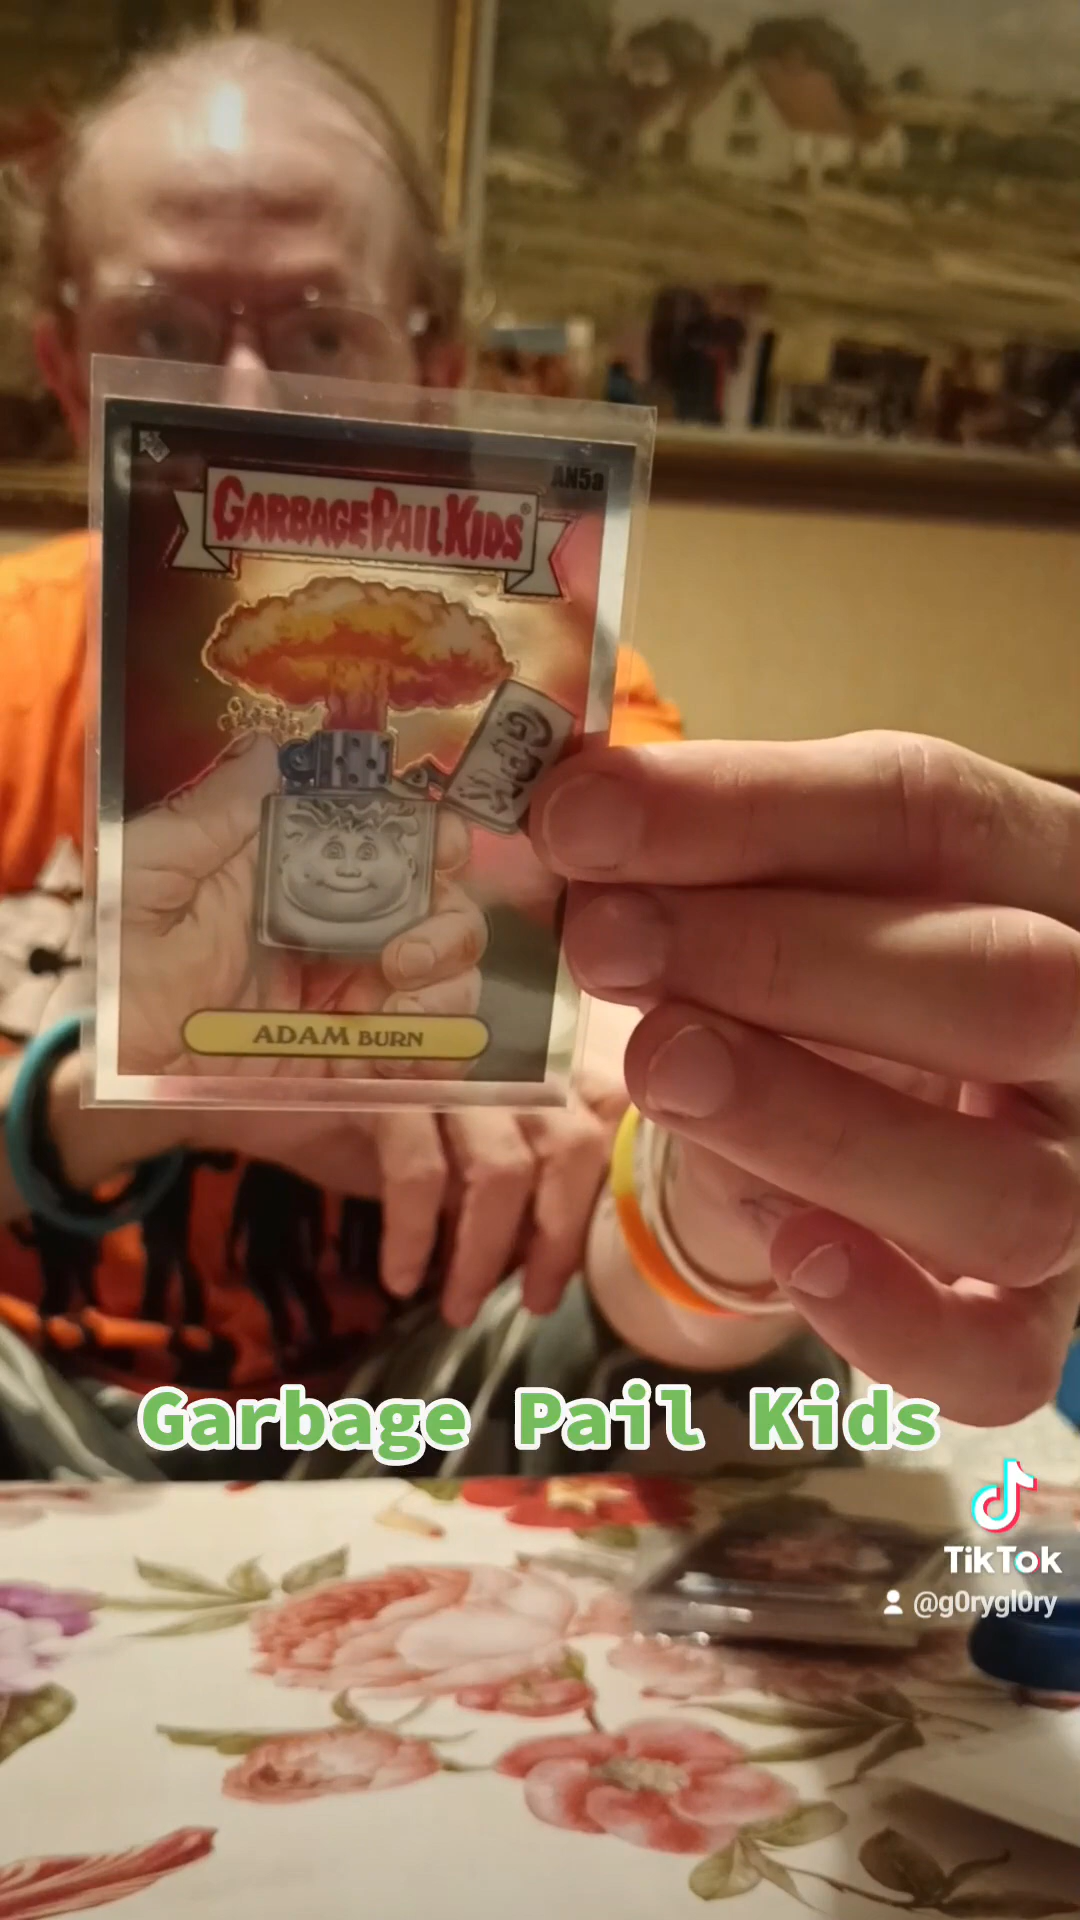 AN5a
GARBAGE PAIL KIDS®
GPK
ADAM BURN
Garbage Pail Kids
TikTok
@g0rygl0ry